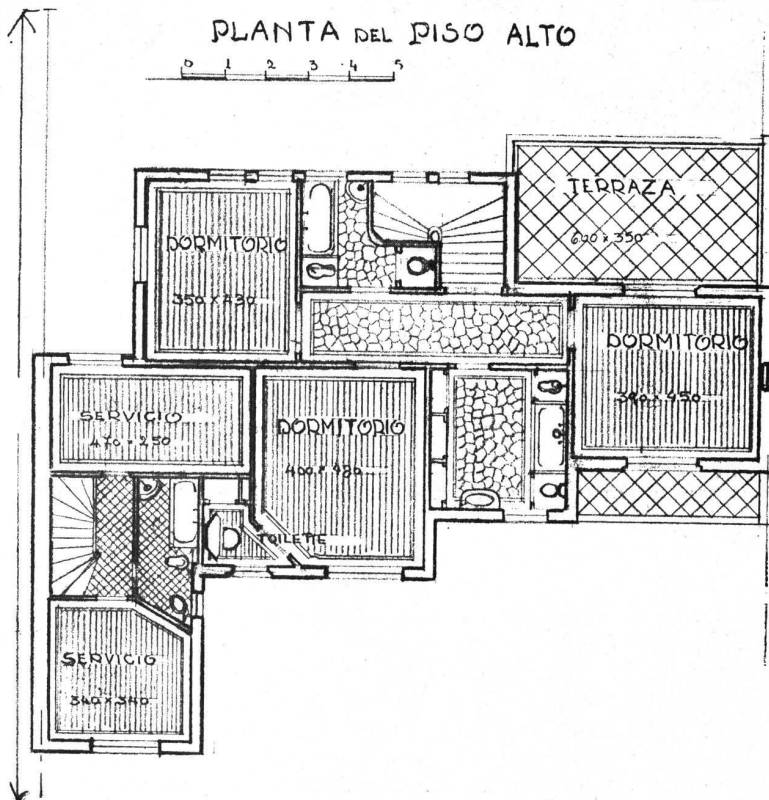 PLANTA DEL PISO ALTO
0 1 2 3 4 5
TERRAZA
600 x 350
DORMITORIO
350 x 430
DORMITORIO
390 x 450
SERVICIO
470 x 250
DORMITORIO
400 x 480
TOILETTE
SERVICIO
340 x 340